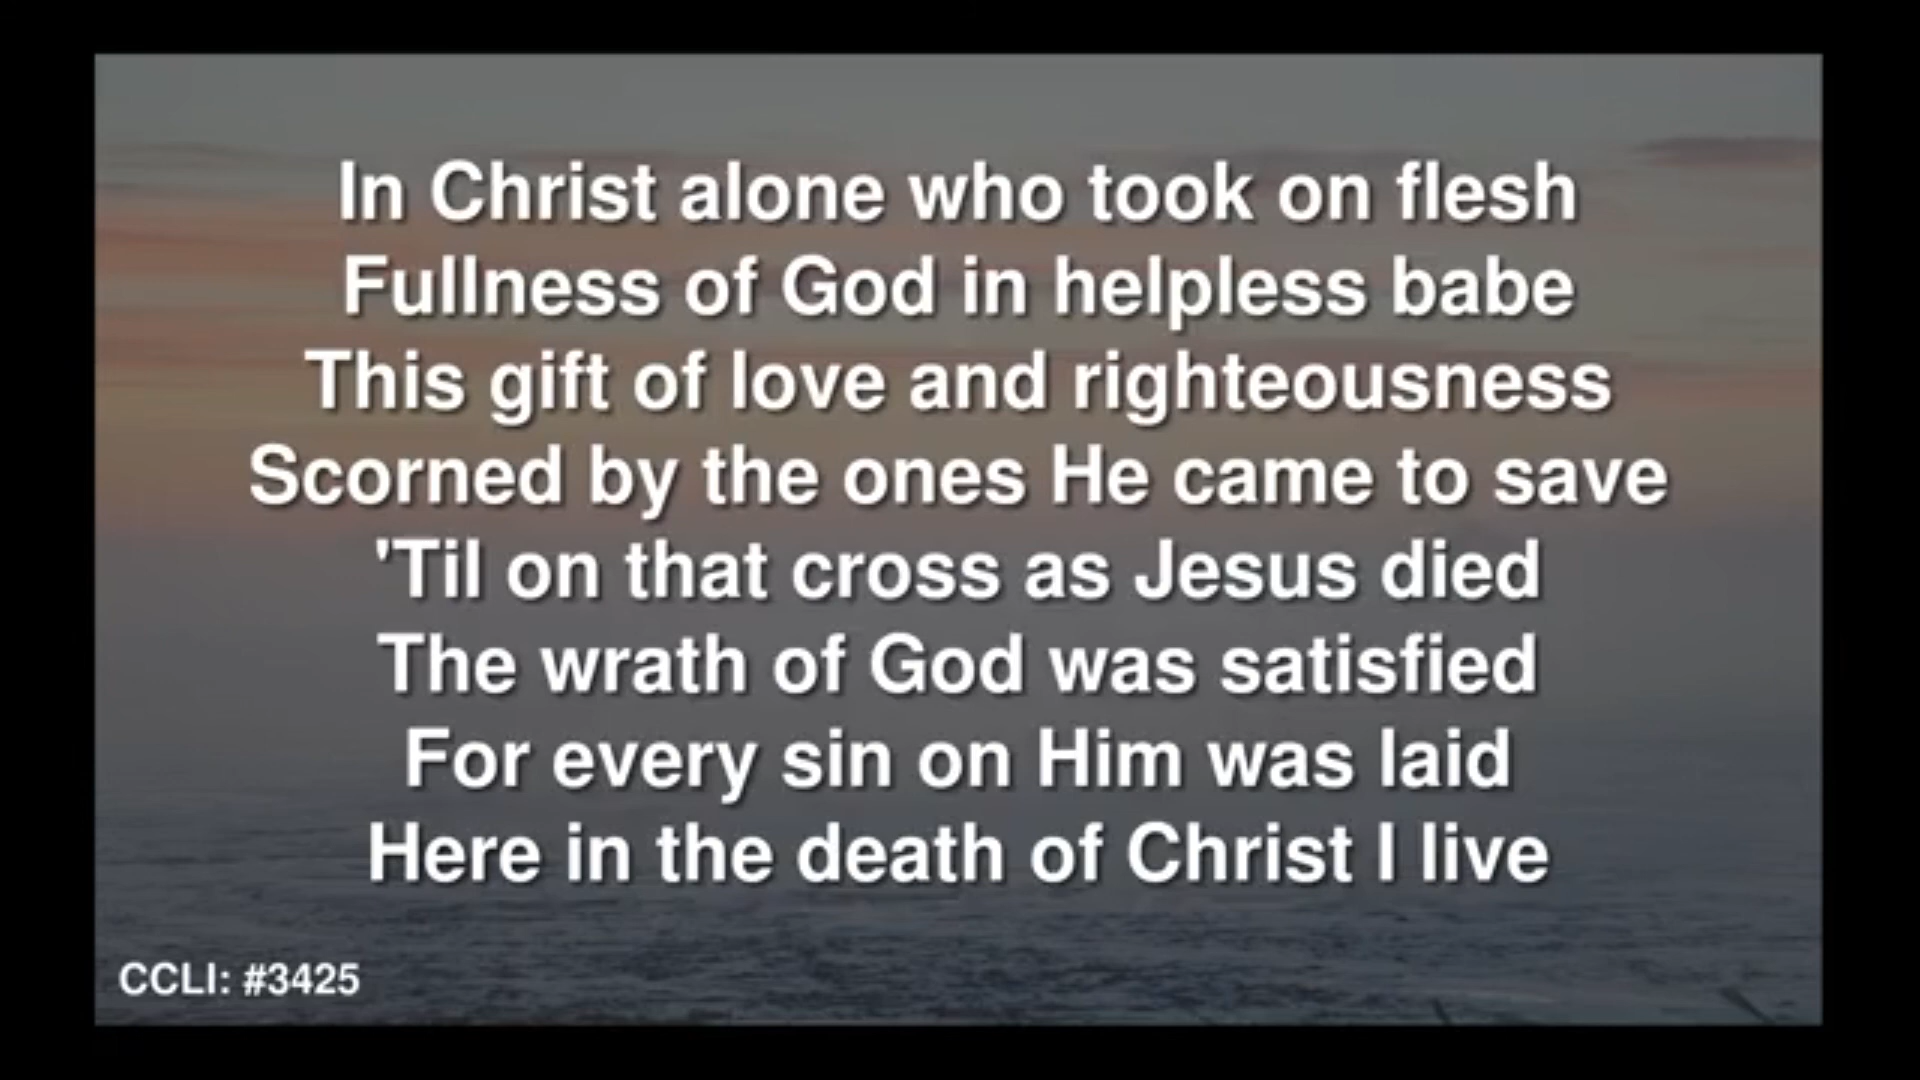 In Christ alone who took on flesh
Fullness of God in helpless babe
This gift of love and righteousness
Scorned by the ones He came to save
'Til on that cross as Jesus died
The wrath of God was satisfied
For every sin on Him was laid
Here in the death of Christ I live
CCLI: #3425